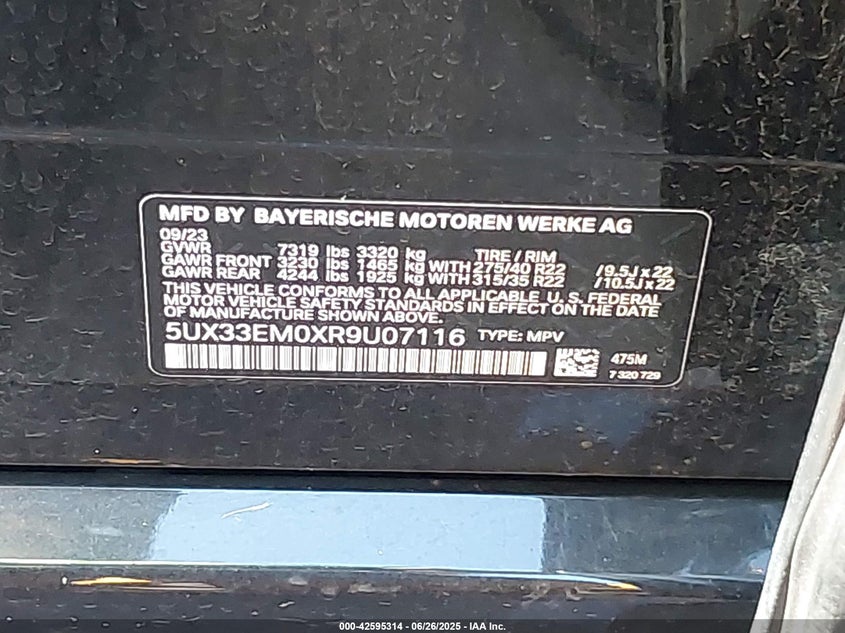 MFD BY BAYERISCHE MOTOREN WERKE AG
09/23
GVWR 7319 lbs 3320 kg TIRE / RIM
GAWR FRONT 3230 lbs 1465 kg WITH 275/40 R22 /9.5J x 22
GAWR REAR 4244 lbs 1925 kg WITH 315/35 R22 /10.5J x 22
THIS VEHICLE CONFORMS TO ALL APPLICABLE U. S. FEDERAL
MOTOR VEHICLE SAFETY STANDARDS IN EFFECT ON THE DATE
OF MANUFACTURE SHOWN ABOVE.
5UX33EM0XR9U07116 TYPE: MPV
475M
7 320 729
000-42595314 - 06/26/2025 - IAA Inc.